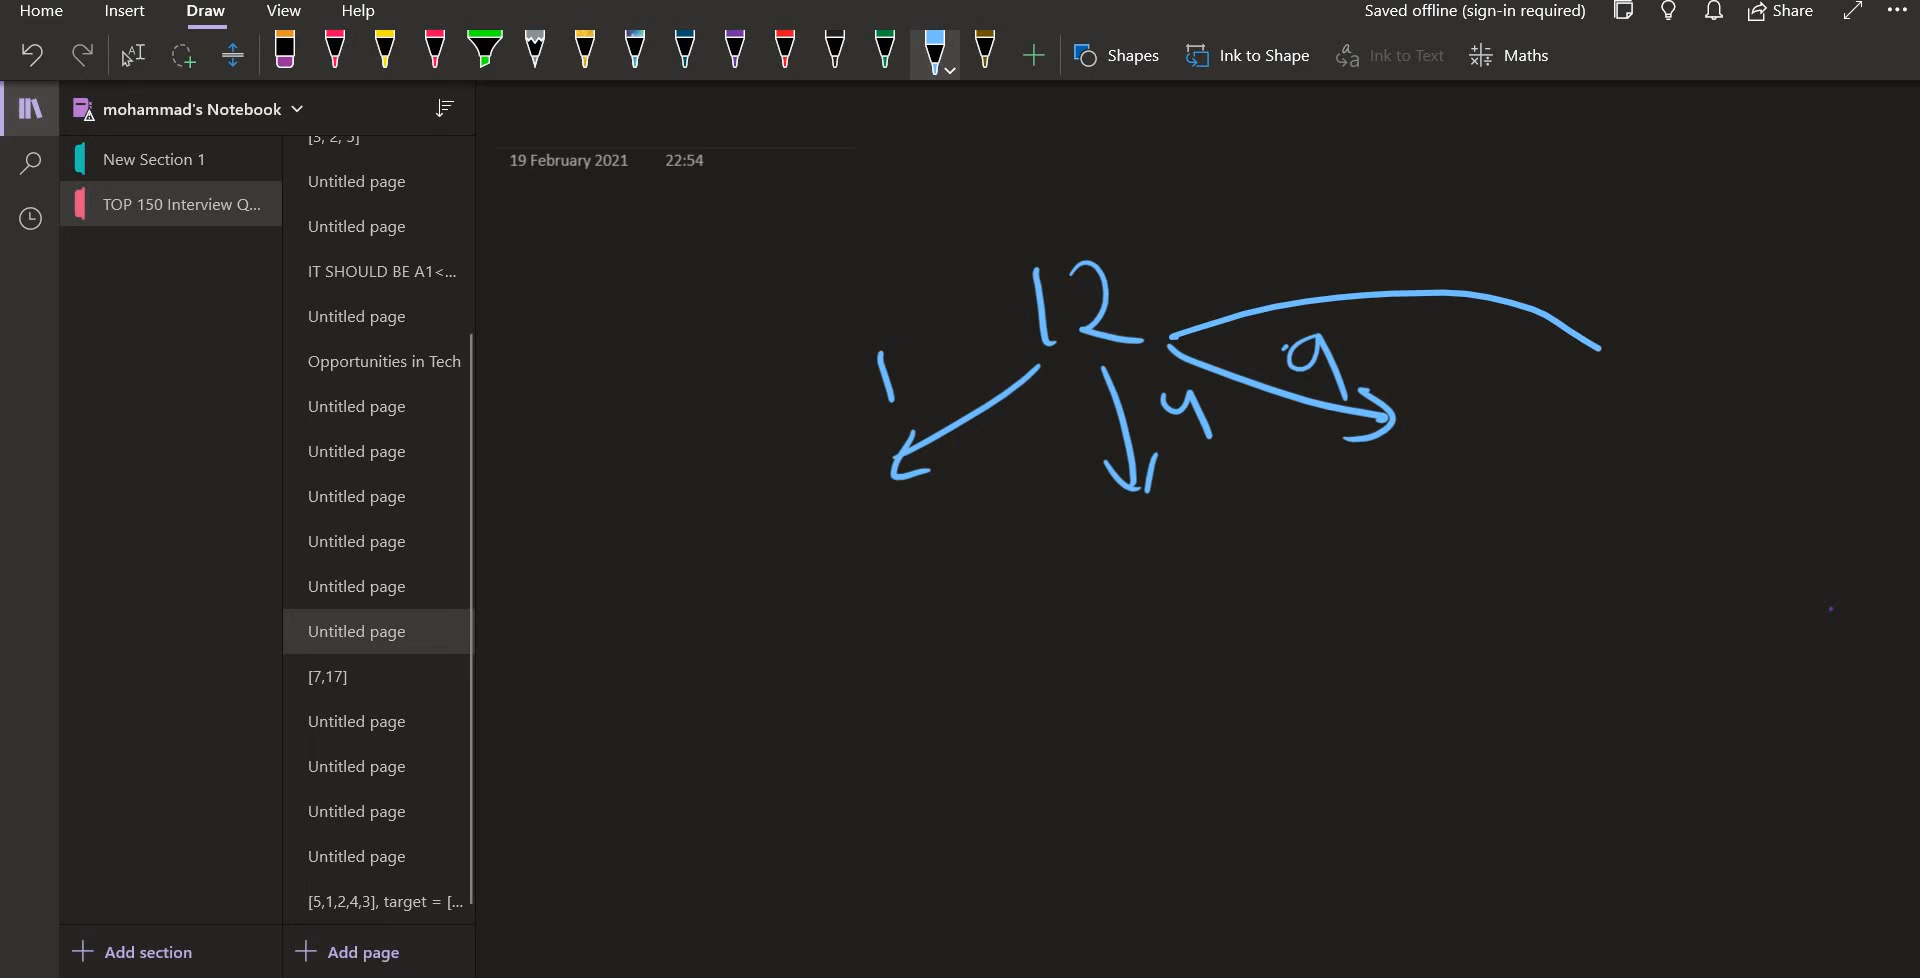 Home Insert Draw View Help Saved offline (sign-in required) Share
Shapes Ink to Shape Ink to Text Maths
mohammad's Notebook
New Section 1
TOP 150 Interview Q...
[3, 2, 5]
Untitled page
Untitled page
IT SHOULD BE A1<...
Untitled page
Opportunities in Tech
Untitled page
Untitled page
Untitled page
Untitled page
Untitled page
Untitled page
[7,17]
Untitled page
Untitled page
Untitled page
Untitled page
[5,1,2,4,3], target = [...
Add section
Add page
19 February 2021 22:54
12
1 4 9